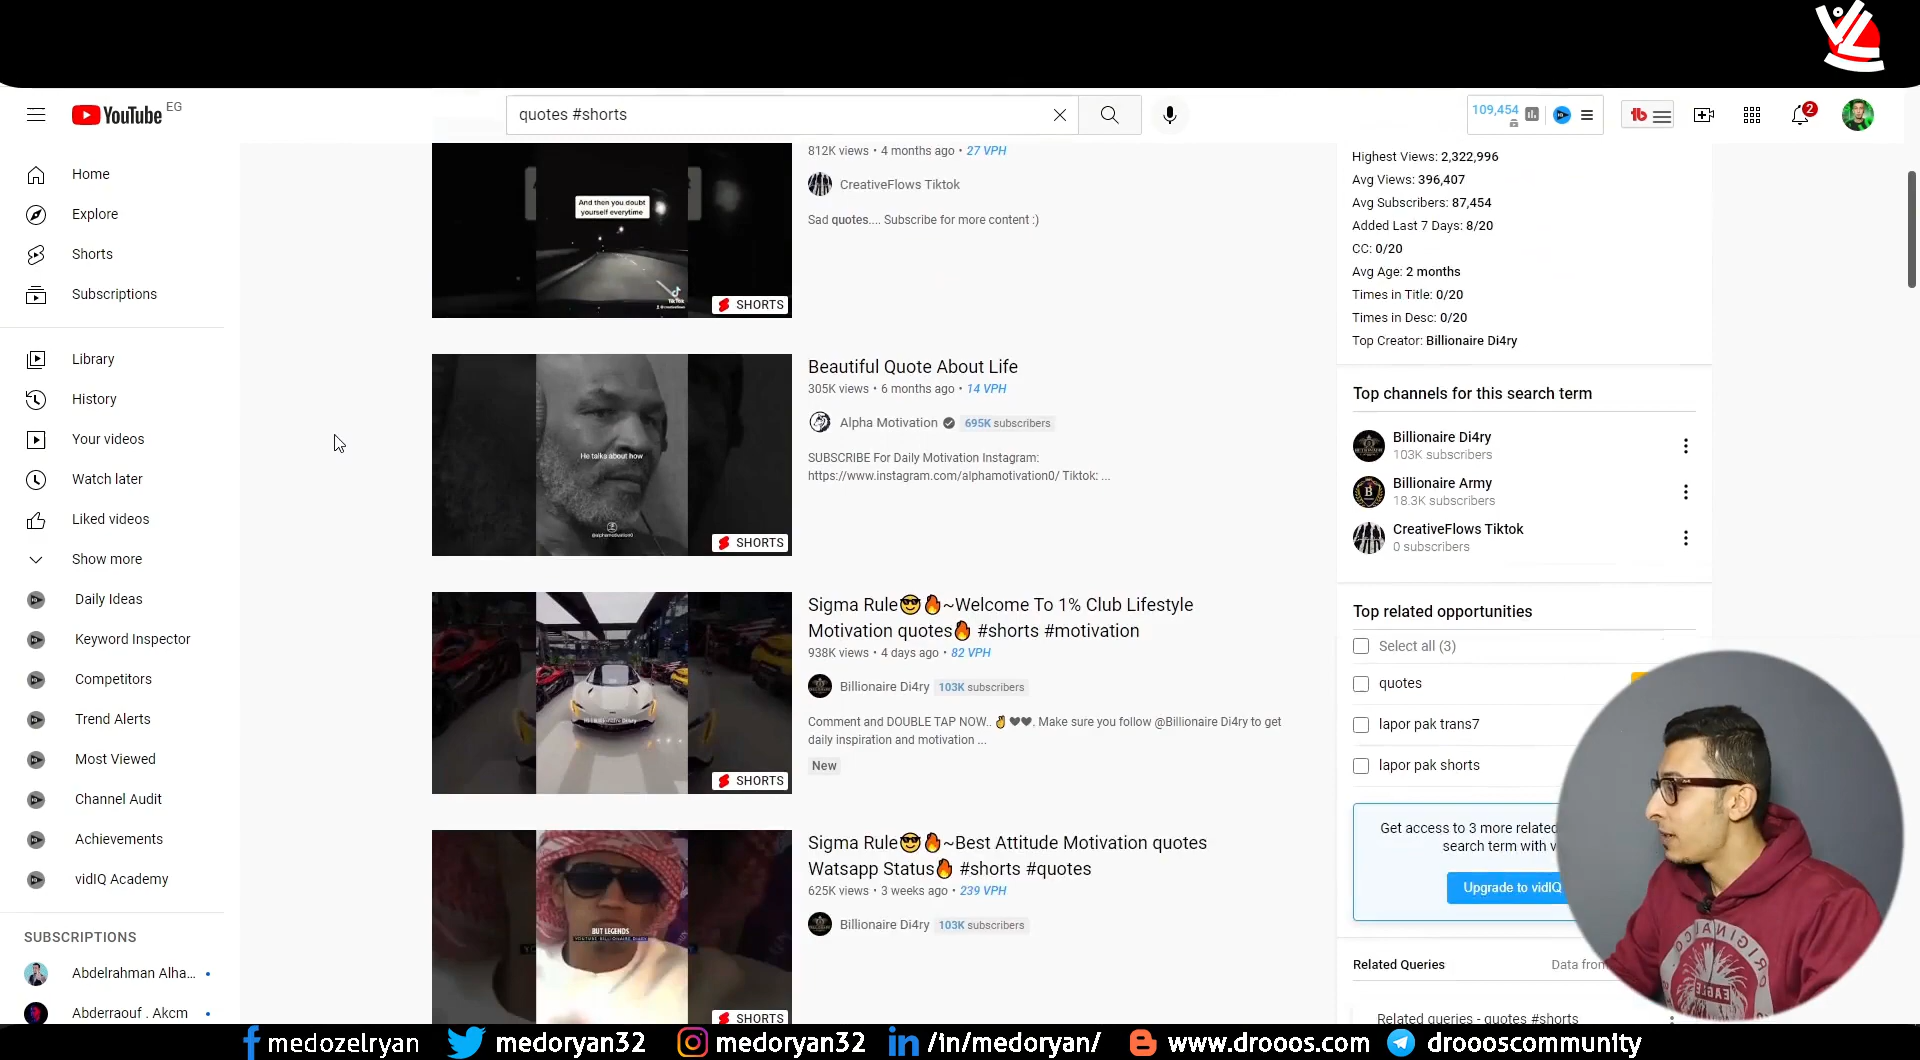 YouTube EG
quotes #shorts
109,454
2
Home
Explore
Shorts
Subscriptions
Library
History
Your videos
Watch later
Liked videos
Show more
Daily Ideas
Keyword Inspector
Competitors
Trend Alerts
Most Viewed
Channel Audit
Achievements
vidIQ Academy
SUBSCRIPTIONS
Abdelrahman Alha...
Abderraouf . Akcm
And then you doubt
yourself everytime
TikTok
SHORTS
812K views • 4 months ago • 27 VPH
CreativeFlows Tiktok
Sad quotes.... Subscribe for more content :)
He talks about how
@alphamotivation0
SHORTS
Beautiful Quote About Life
305K views • 6 months ago • 14 VPH
Alpha Motivation 695K subscribers
SUBSCRIBE For Daily Motivation Instagram:
https://www.instagram.com/alphamotivation0/ Tiktok: ...
SHORTS
Sigma Rule😎🔥~Welcome To 1% Club Lifestyle
Motivation quotes🔥 #shorts #motivation
938K views • 4 days ago • 82 VPH
Billionaire Di4ry 103K subscribers
Comment and DOUBLE TAP NOW.. ✌️🖤🖤. Make sure you follow @Billionaire Di4ry to get
daily inspiration and motivation ...
New
BUT LEGENDS
SHORTS
Sigma Rule😎🔥~Best Attitude Motivation quotes
Watsapp Status🔥 #shorts #quotes
625K views • 3 weeks ago • 239 VPH
Billionaire Di4ry 103K subscribers
Highest Views: 2,322,996
Avg Views: 396,407
Avg Subscribers: 87,454
Added Last 7 Days: 8/20
CC: 0/20
Avg Age: 2 months
Times in Title: 0/20
Times in Desc: 0/20
Top Creator: Billionaire Di4ry
Top channels for this search term
Billionaire Di4ry
103K subscribers
Billionaire Army
18.3K subscribers
CreativeFlows Tiktok
0 subscribers
Top related opportunities
Select all (3)
quotes
lapor pak trans7
lapor pak shorts
Get access to 3 more related
search term with v
Upgrade to vidIQ
Related Queries Data from
Related queries - quotes #shorts
ORIGINAL CO
EAGLE
medozelryan medoryan32 medoryan32 /in/medoryan/ www.drooos.com droooscommunity